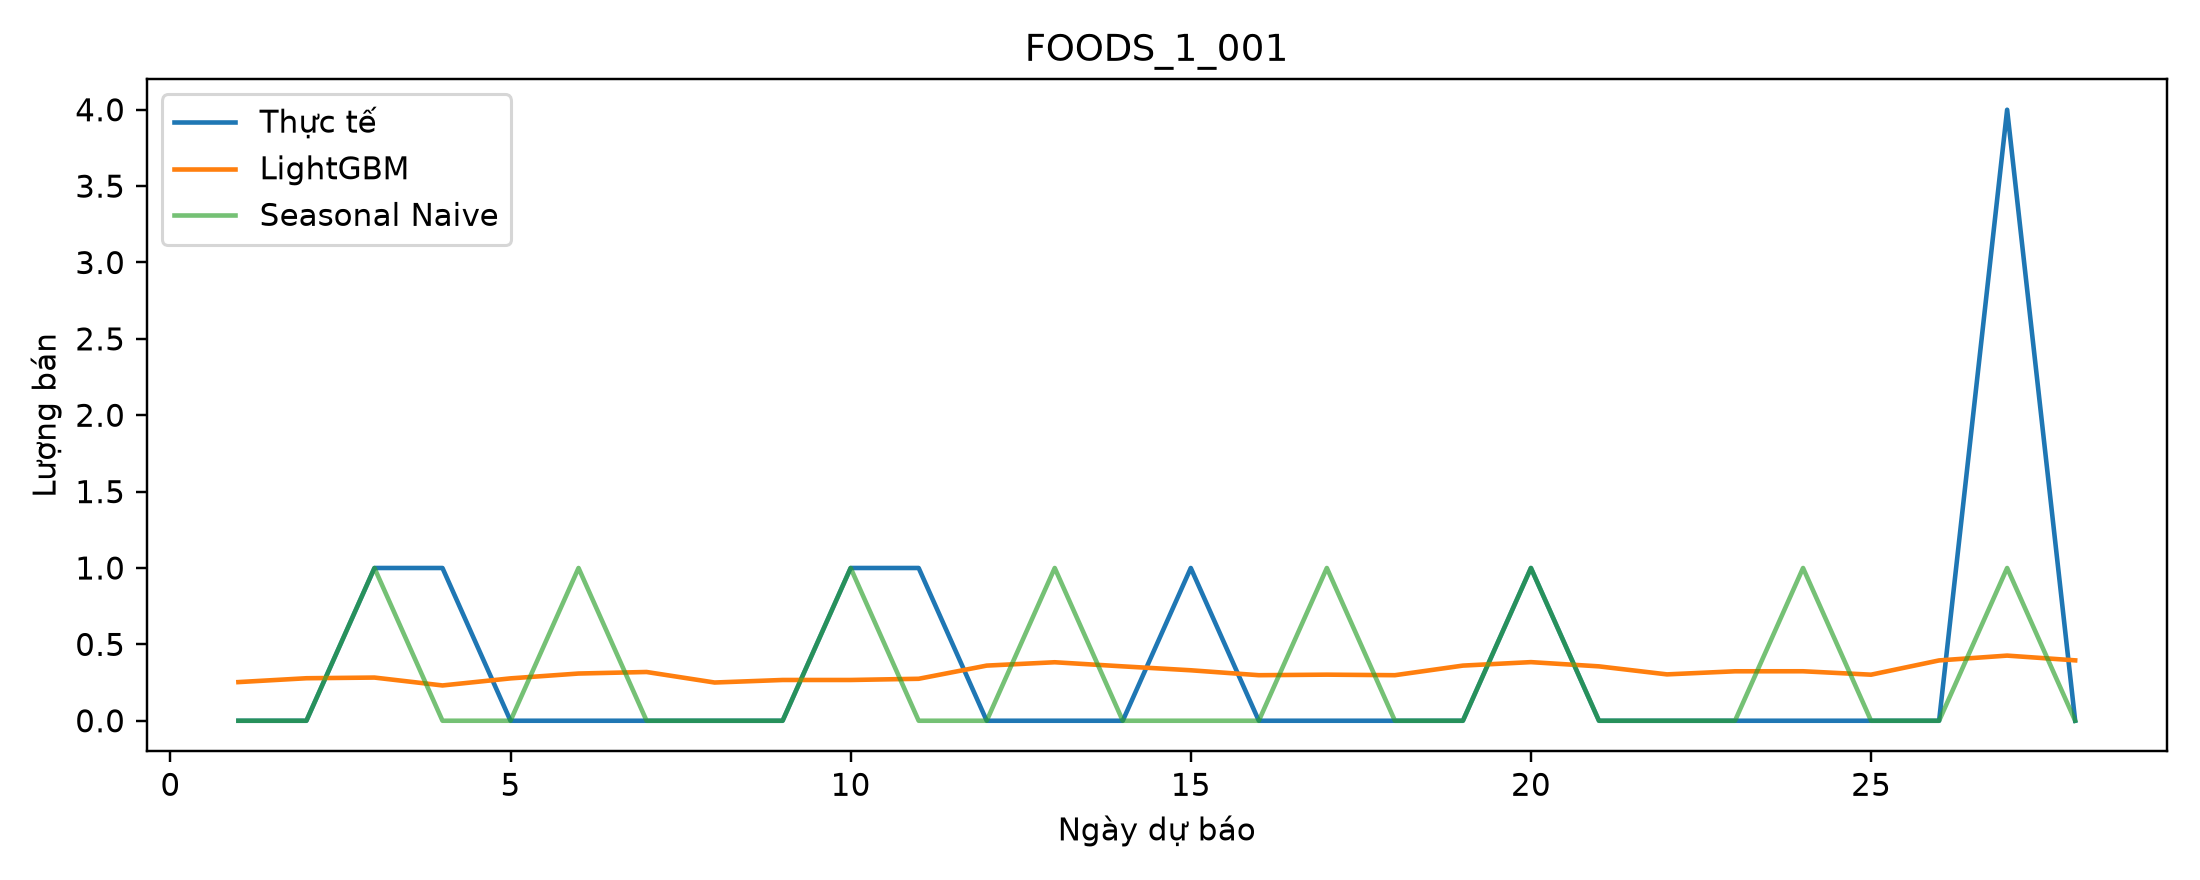 FOODS_1_001
Thực tế
LightGBM
Seasonal Naive
Lượng bán
4.0
3.5
3.0
2.5
2.0
1.5
1.0
0.5
0.0
0 5 10 15 20 25
Ngày dự báo